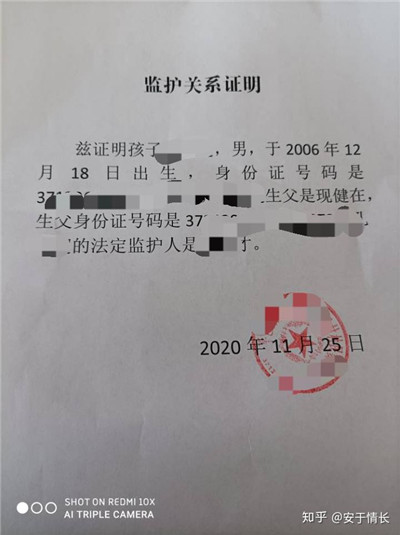 监护关系证明
兹证明孩子，男，于 2006 年 12
月 18 日出生，身份证号码是
生父是现健在，
生父身份证号码是 37
的法定监护人是。
2020 年 11 月 25 日
SHOT ON REDMI 10X
AI TRIPLE CAMERA
知乎 @安于情长